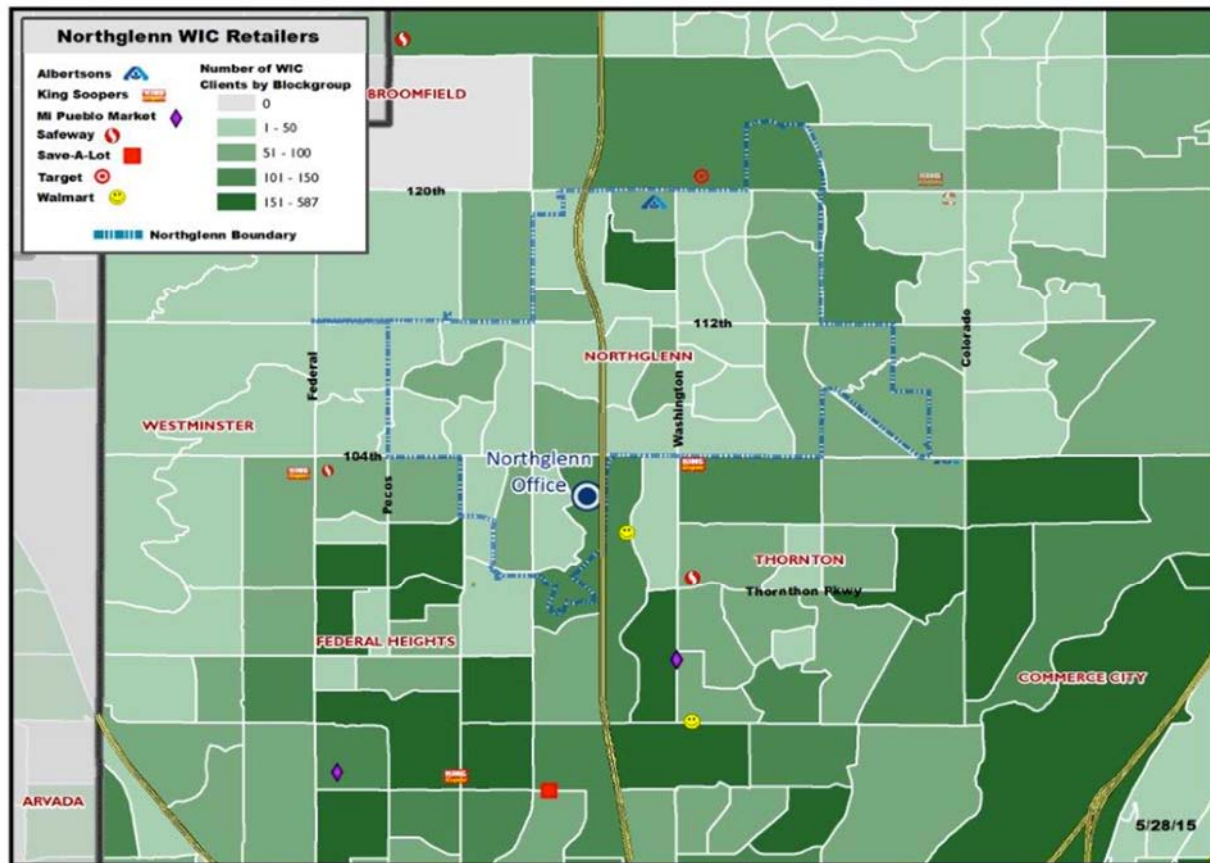 Northglenn WIC Retailers
Albertsons
King Soopers
Mi Pueblo Market
Safeway
Save-A-Lot
Target
Walmart
Number of WIC
Clients by Blockgroup
0
1 - 50
51 - 100
101 - 150
151 - 587
Northglenn Boundary
BROOMFIELD
120th
112th
NORTHGLENN
Federal
Washington
Colorado
WESTMINSTER
104th
Pecos
Northglenn
Office
THORNTON
Thornthon Pkwy
FEDERAL HEIGHTS
COMMERCE CITY
ARVADA
5/28/15